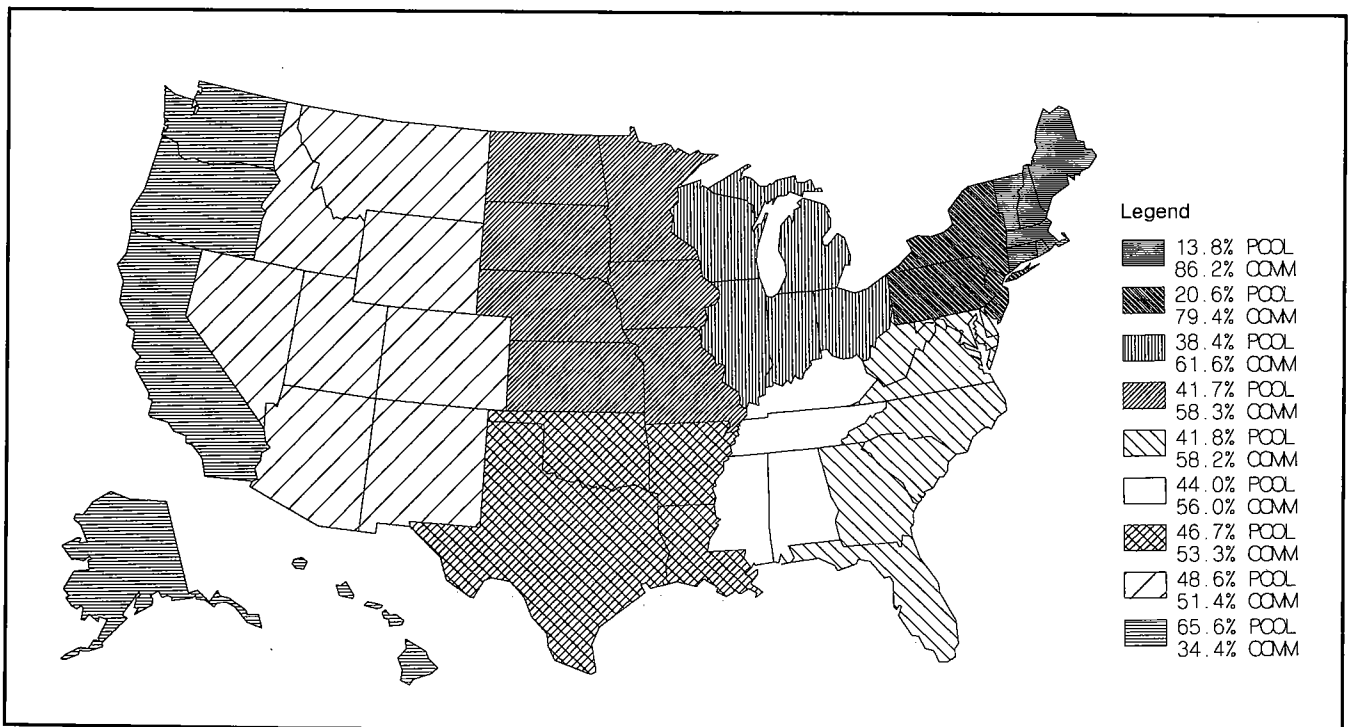 Legend
13.8% POOL
86.2% COMM
20.6% POOL
79.4% COMM
38.4% POOL
61.6% COMM
41.7% POOL
58.3% COMM
41.8% POOL
58.2% COMM
44.0% POOL
56.0% COMM
46.7% POOL
53.3% COMM
48.6% POOL
51.4% COMM
65.6% POOL
34.4% COMM